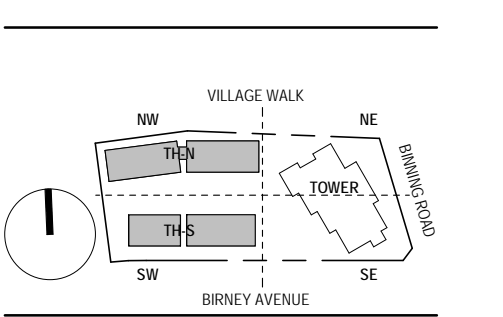 VILLAGE WALK
NW
NE
TH-N
BINNING ROAD
TOWER
TH-S
SW
SE
BIRNEY AVENUE